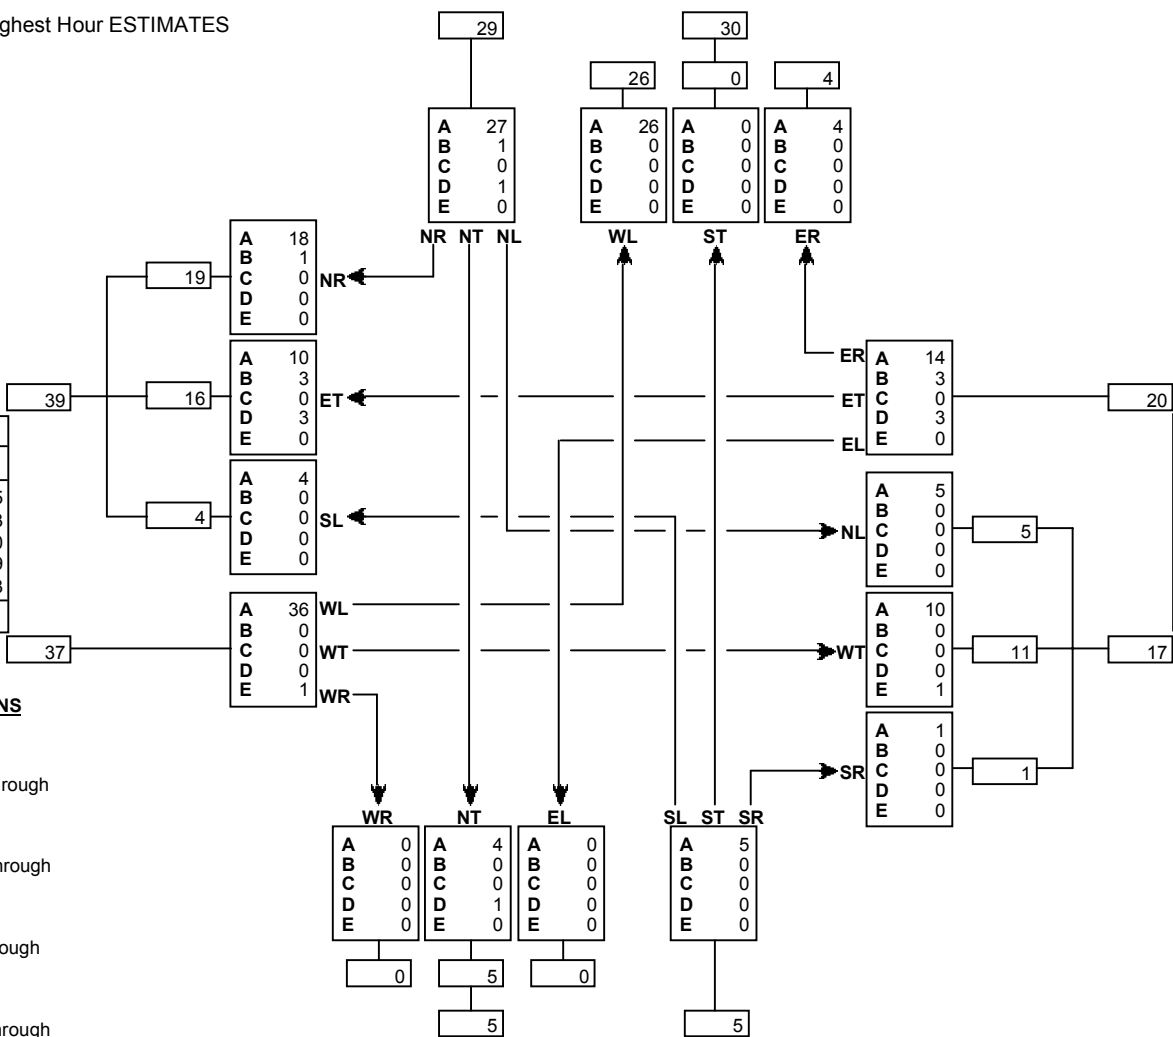 ghest Hour ESTIMATES
29
30
26
0
4
A 27
B 1
C 0
D 1
E 0
A 26
B 0
C 0
D 0
E 0
A 0
B 0
C 0
D 0
E 0
A 4
B 0
C 0
D 0
E 0
NR NT NL
WL
ST
ER
19
A 18
B 1
C 0
D 0
E 0
NR
39
16
A 10
B 3
C 0
D 3
E 0
ET
4
A 4
B 0
C 0
D 0
E 0
SL
37
A 36
B 0
C 0
D 0
E 1
WL
WT
WR
ER
ET
EL
A 14
B 3
C 0
D 3
E 0
20
NL
A 5
B 0
C 0
D 0
E 0
5
WT
A 10
B 0
C 0
D 0
E 1
11
17
SR
A 1
B 0
C 0
D 0
E 0
1
NS
rough
hrough
ough
hrough
WR
NT
EL
SL ST SR
A 0
B 0
C 0
D 0
E 0
A 4
B 0
C 0
D 1
E 0
A 0
B 0
C 0
D 0
E 0
A 5
B 0
C 0
D 0
E 0
0
5
0
5
5